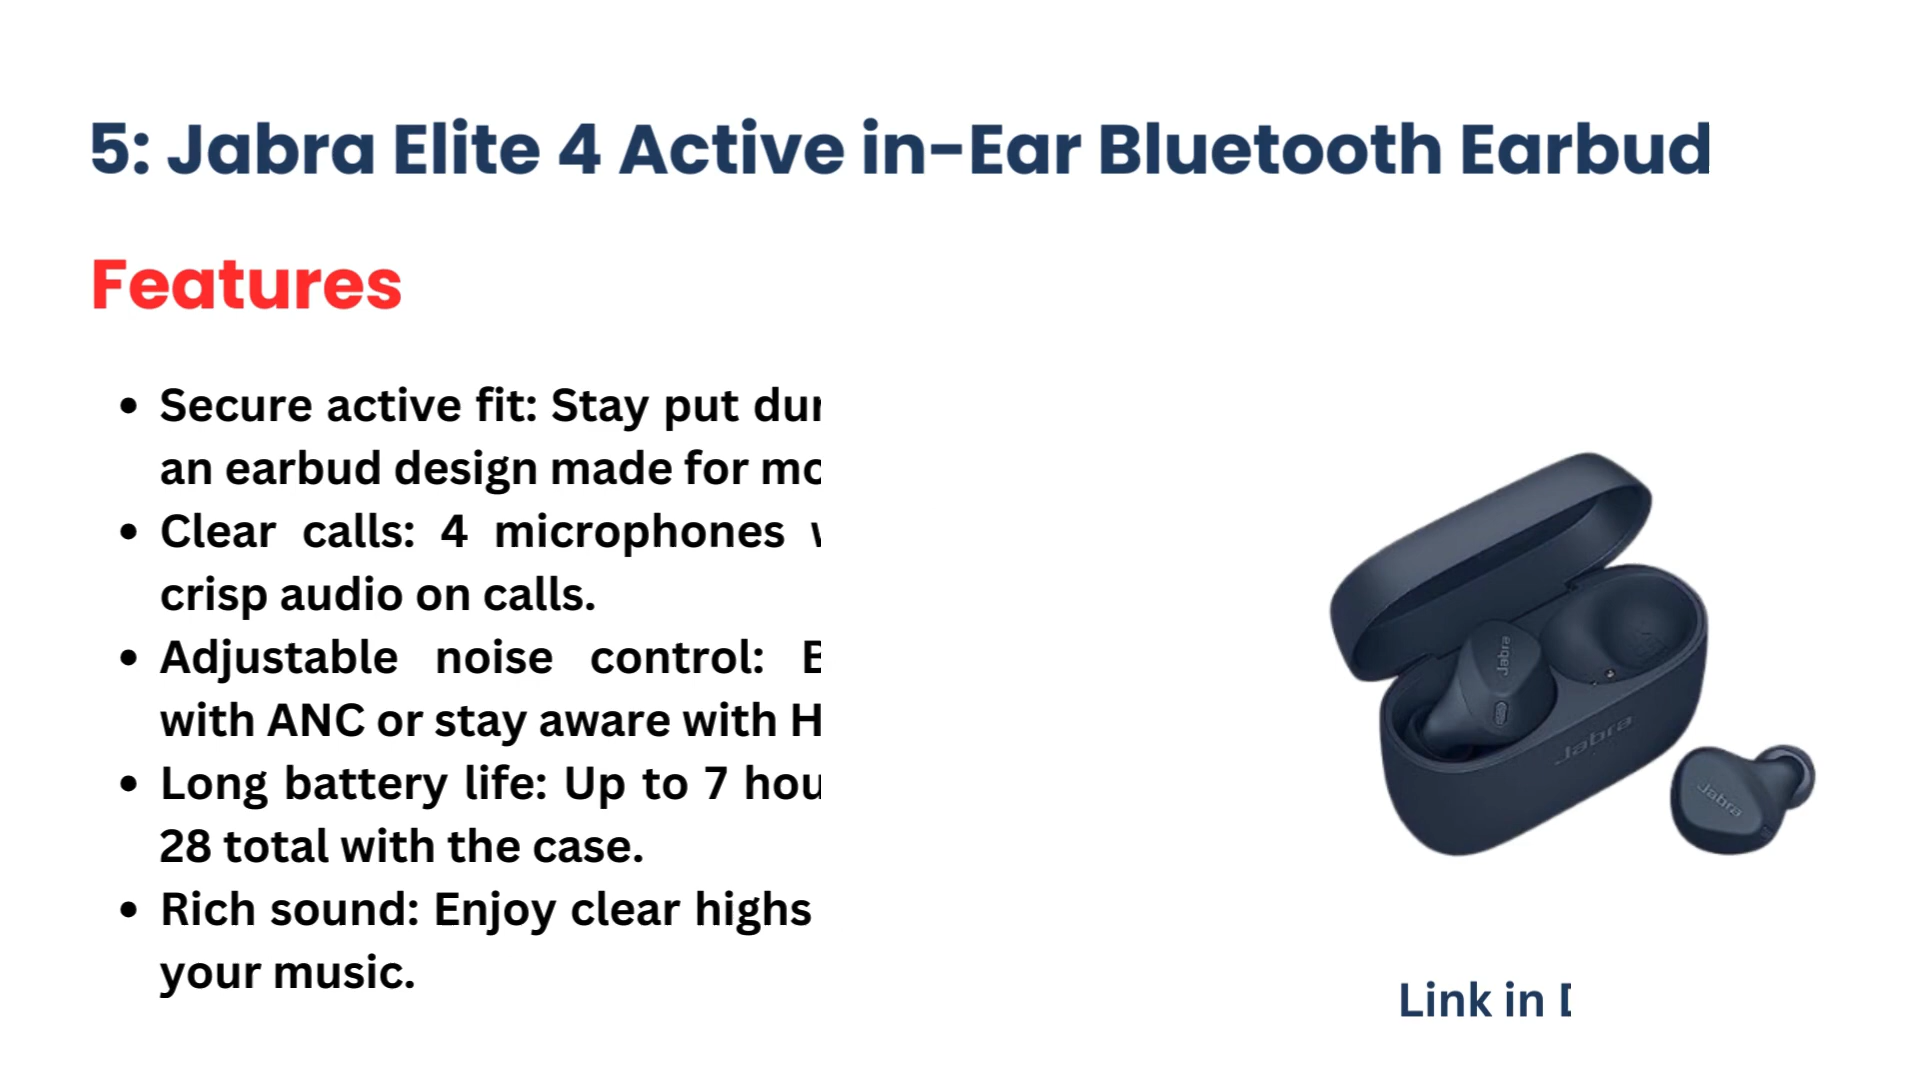 5: Jabra Elite 4 Active in-Ear Bluetooth Earbud
Features
• Secure active fit: Stay put
an earbud design made for
• Clear calls: 4 microphones
crisp audio on calls.
• Adjustable noise control:
with ANC or stay aware with
• Long battery life: Up to 7
28 total with the case.
• Rich sound: Enjoy clear highs
your music.
Jabra
Jabra
Jabra
Link in